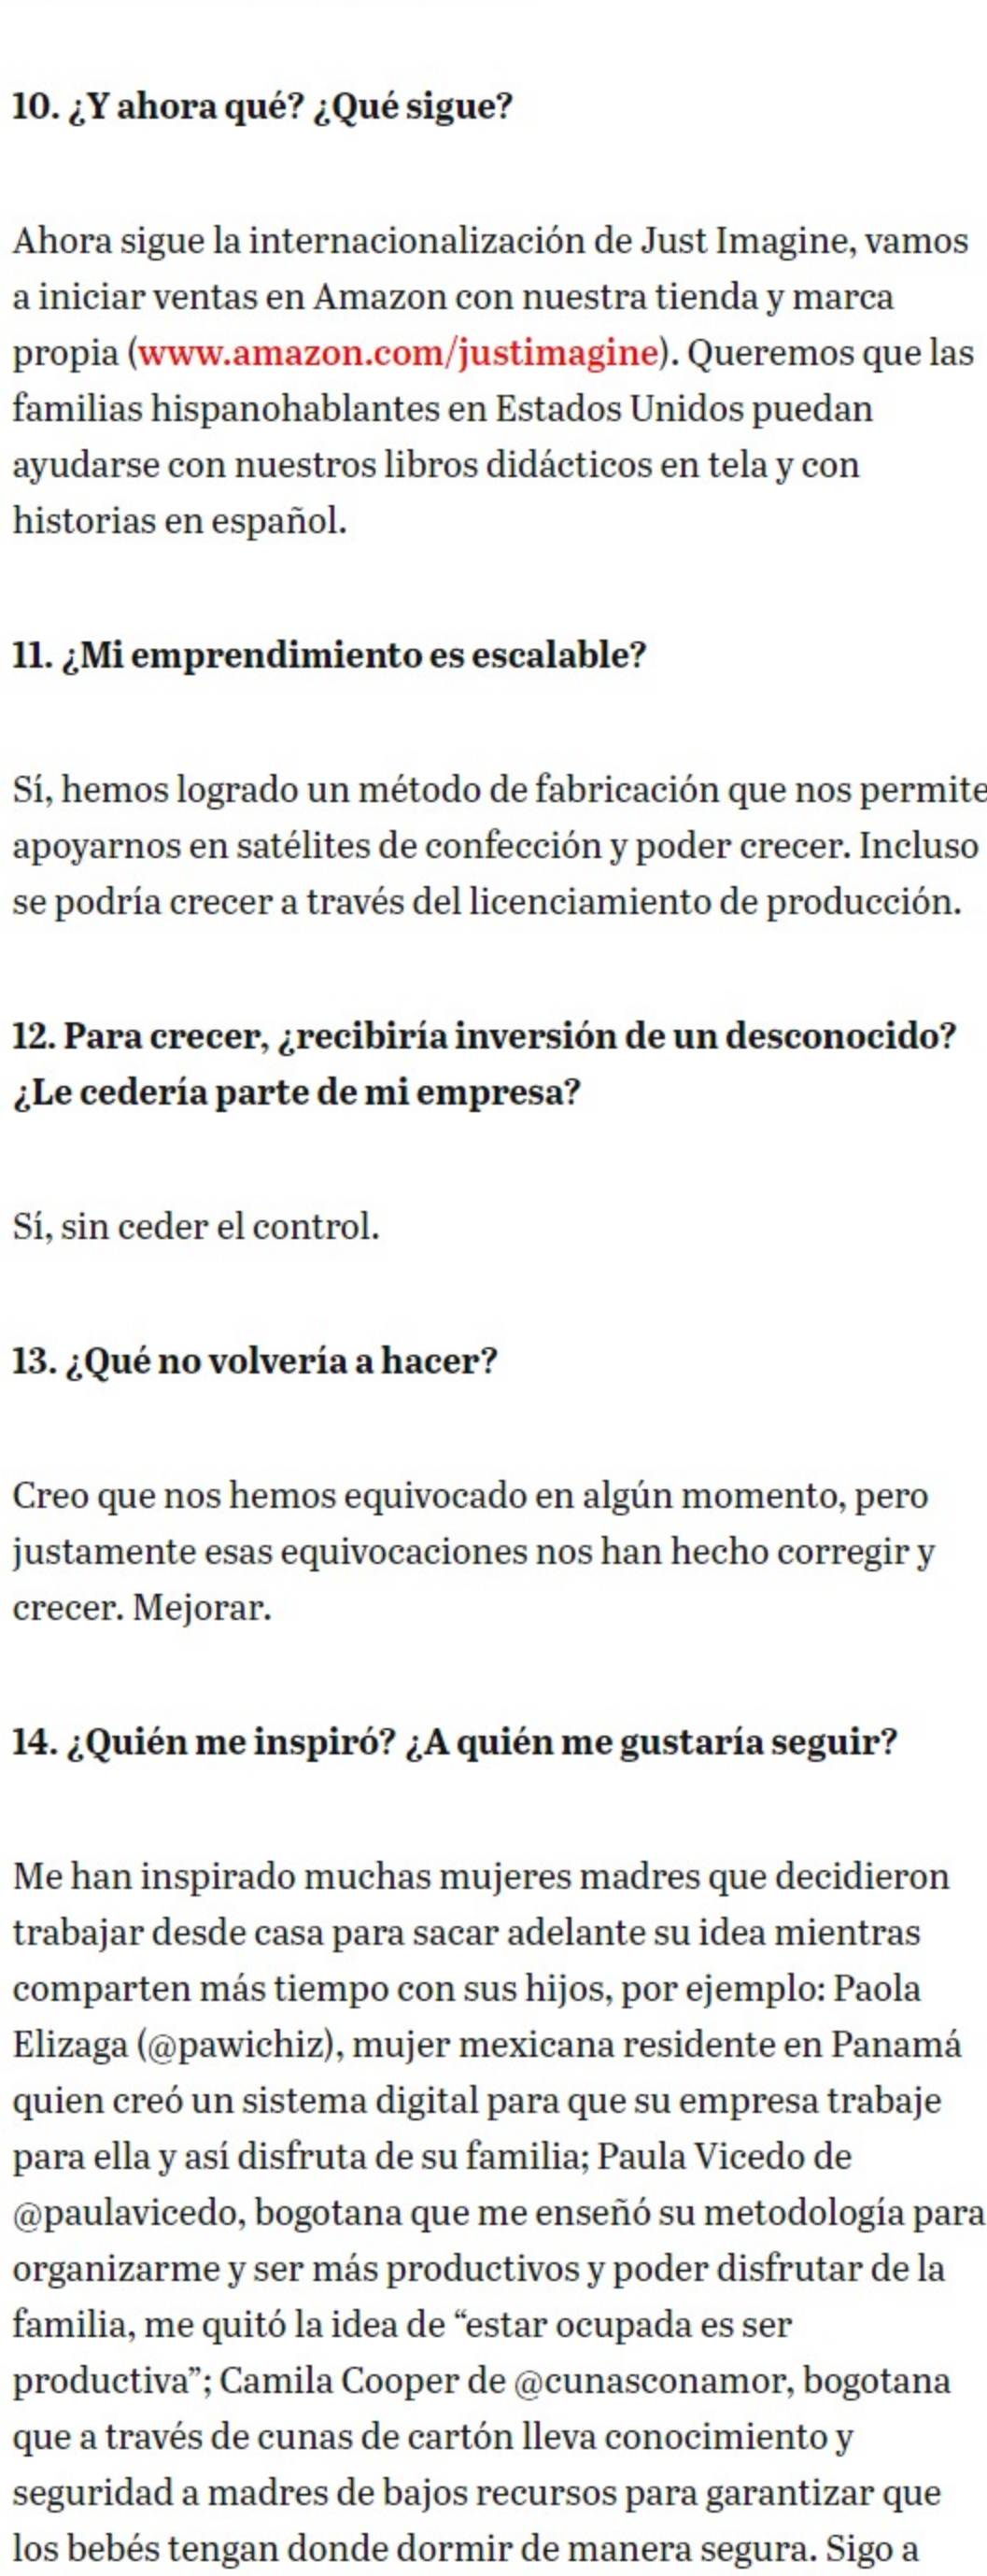 10. ¿Y ahora qué? ¿Qué sigue?
Ahora sigue la internacionalización de Just Imagine, vamos
a iniciar ventas en Amazon con nuestra tienda y marca
propia (www.amazon.com/justimagine). Queremos que las
familias hispanohablantes en Estados Unidos puedan
ayudarse con nuestros libros didácticos en tela y con
historias en español.
11. ¿Mi emprendimiento es escalable?
Sí, hemos logrado un método de fabricación que nos permite
apoyarnos en satélites de confección y poder crecer. Incluso
se podría crecer a través del licenciamiento de producción.
12. Para crecer, ¿recibiría inversión de un desconocido?
¿Le cedería parte de mi empresa?
Sí, sin ceder el control.
13. ¿Qué no volvería a hacer?
Creo que nos hemos equivocado en algún momento, pero
justamente esas equivocaciones nos han hecho corregir y
crecer. Mejorar.
14. ¿Quién me inspiró? ¿A quién me gustaría seguir?
Me han inspirado muchas mujeres madres que decidieron
trabajar desde casa para sacar adelante su idea mientras
comparten más tiempo con sus hijos, por ejemplo: Paola
Elizaga (@pawichiz), mujer mexicana residente en Panamá
quien creó un sistema digital para que su empresa trabaje
para ella y así disfruta de su familia; Paula Vicedo de
@paulavicedo, bogotana que me enseñó su metodología para
organizarme y ser más productivos y poder disfrutar de la
familia, me quitó la idea de “estar ocupada es ser
productiva”; Camila Cooper de @cunasconamor, bogotana
que a través de cunas de cartón lleva conocimiento y
seguridad a madres de bajos recursos para garantizar que
los bebés tengan donde dormir de manera segura. Sigo a